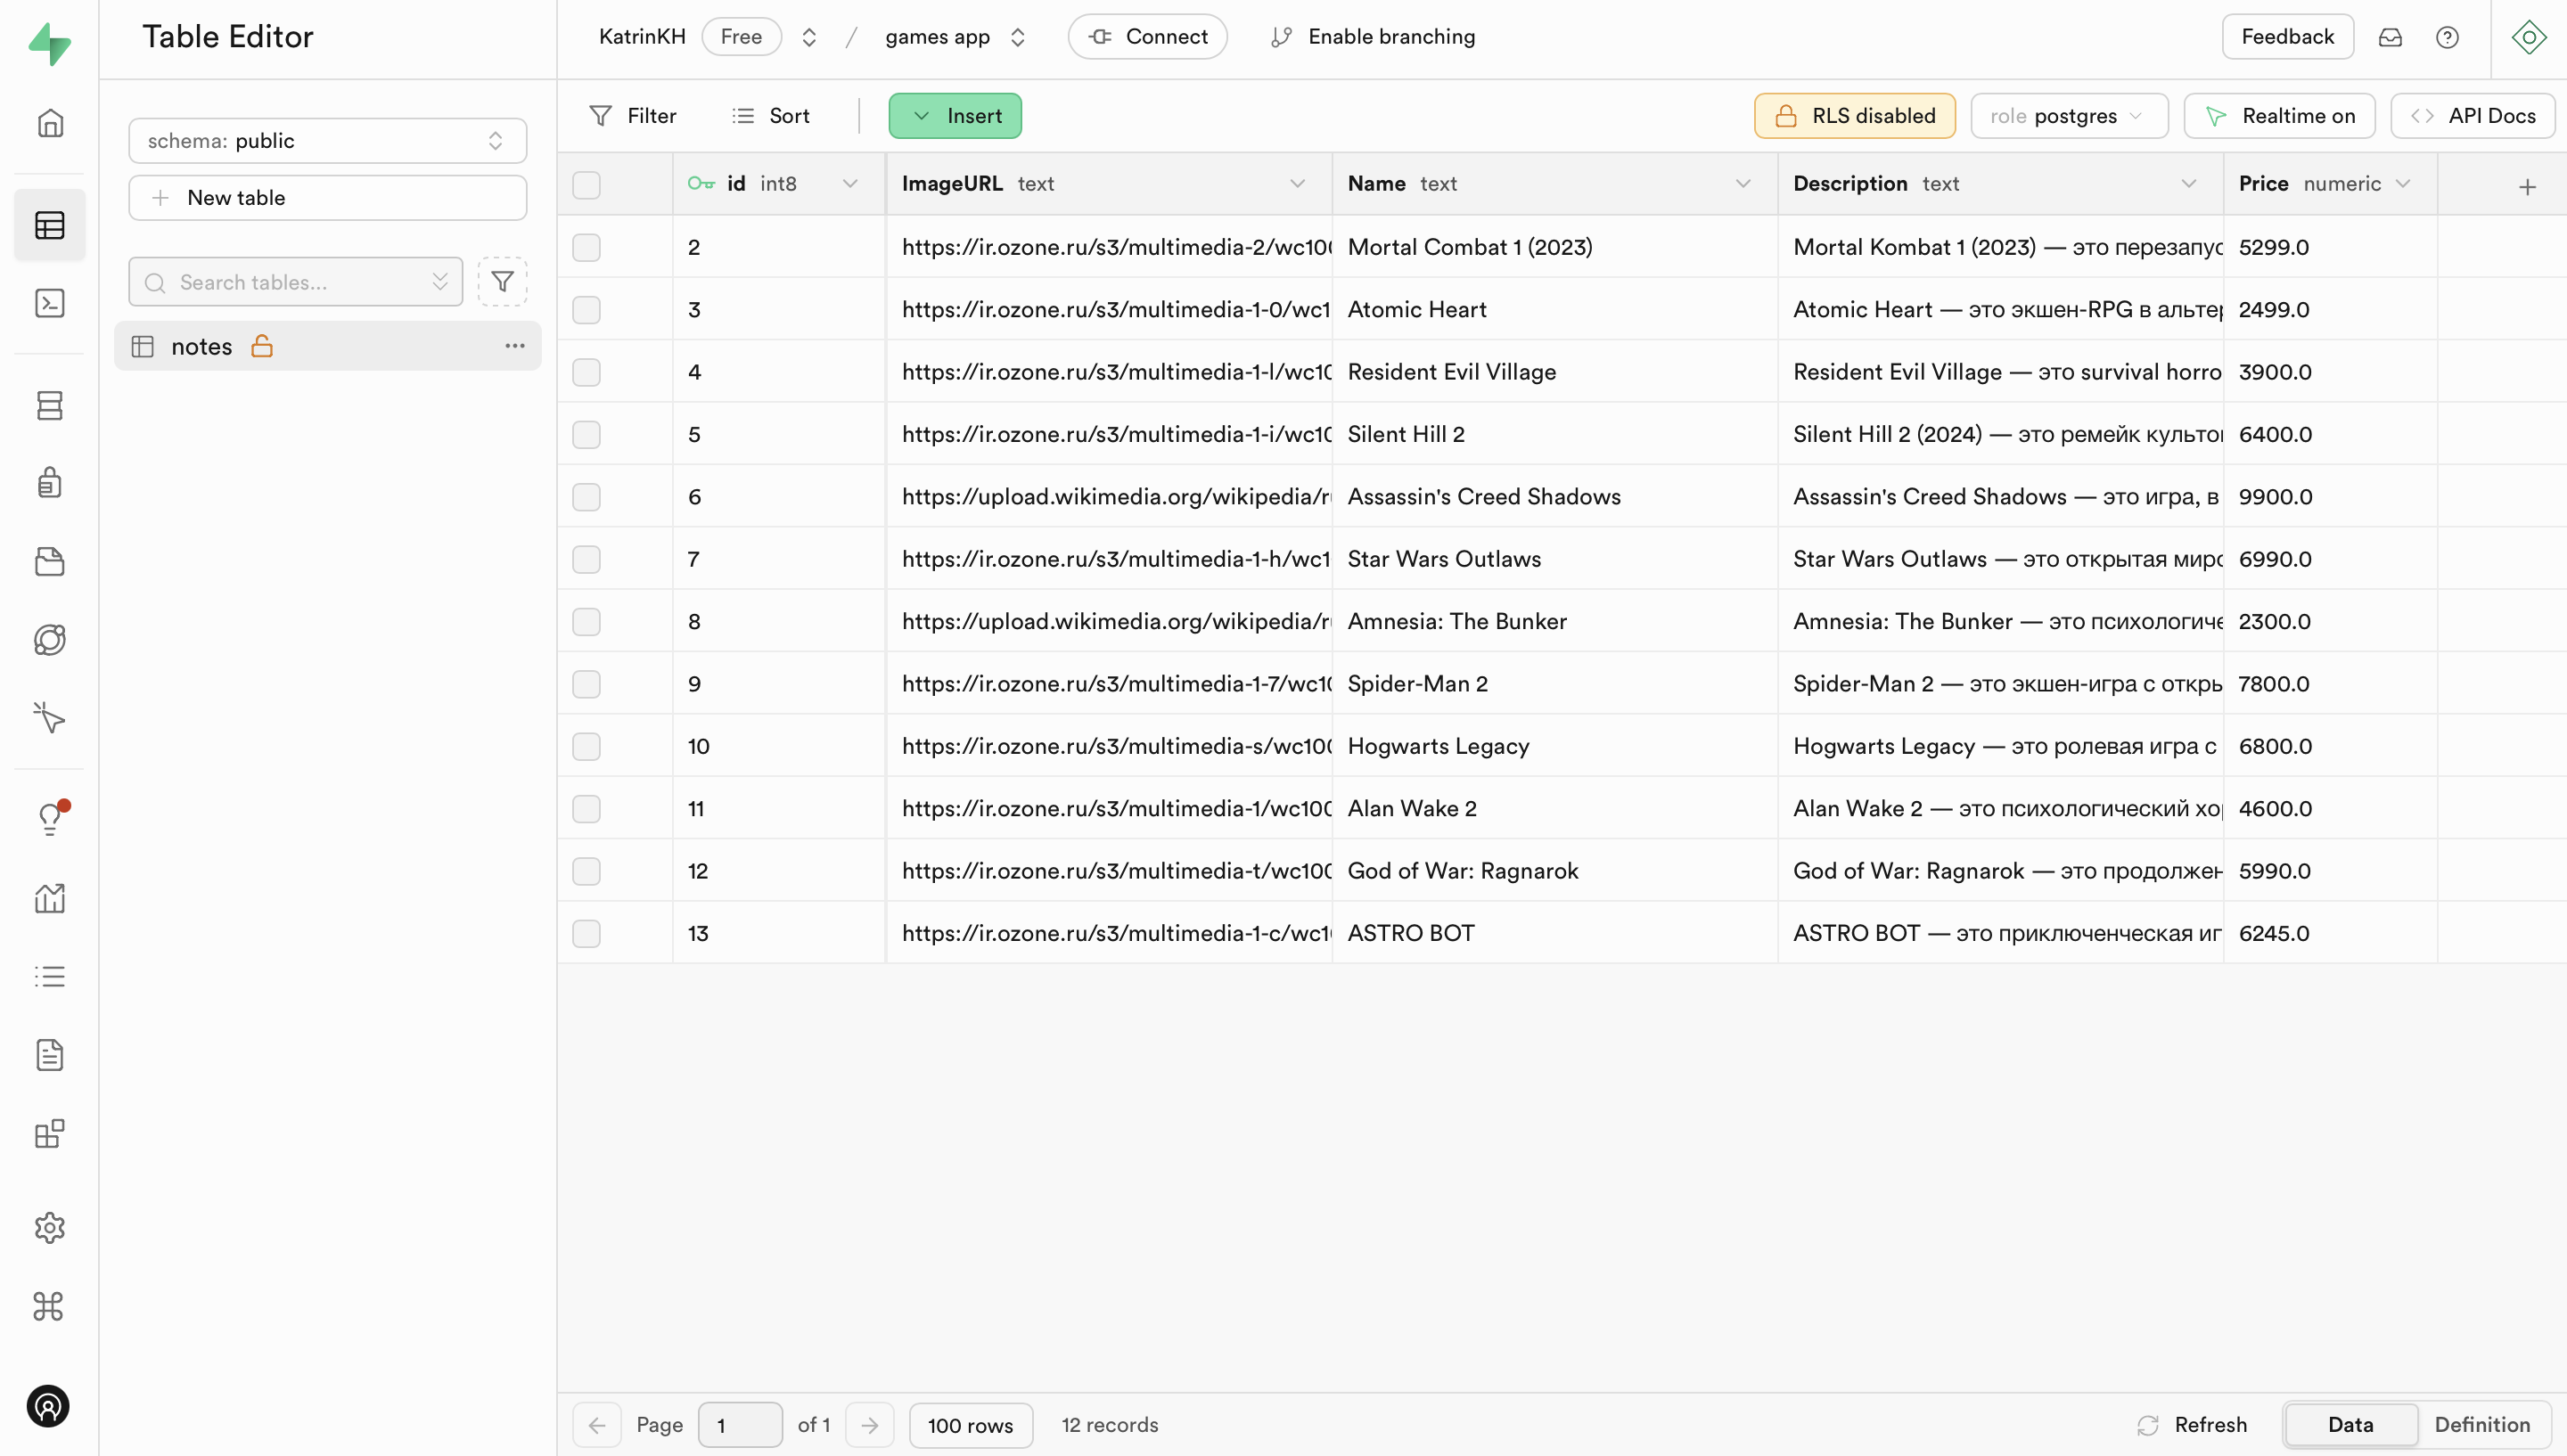 Table Editor
KatrinKH Free / games app Connect Enable branching Feedback
Filter Sort Insert RLS disabled role postgres Realtime on API Docs
schema: public
New table
Search tables...
notes
id int8 ImageURL text Name text Description text Price numeric
2 https://ir.ozone.ru/s3/multimedia-2/wc100 Mortal Combat 1 (2023) Mortal Kombat 1 (2023) — это перезапус 5299.0
3 https://ir.ozone.ru/s3/multimedia-1-0/wc1 Atomic Heart Atomic Heart — это экшен-RPG в альтер 2499.0
4 https://ir.ozone.ru/s3/multimedia-1-l/wc10 Resident Evil Village Resident Evil Village — это survival horro 3900.0
5 https://ir.ozone.ru/s3/multimedia-1-i/wc10 Silent Hill 2 Silent Hill 2 (2024) — это ремейк культо 6400.0
6 https://upload.wikimedia.org/wikipedia/r Assassin's Creed Shadows Assassin's Creed Shadows — это игра, в 9900.0
7 https://ir.ozone.ru/s3/multimedia-1-h/wc1 Star Wars Outlaws Star Wars Outlaws — это открытая мир 6990.0
8 https://upload.wikimedia.org/wikipedia/r Amnesia: The Bunker Amnesia: The Bunker — это психологиче 2300.0
9 https://ir.ozone.ru/s3/multimedia-1-7/wc10 Spider-Man 2 Spider-Man 2 — это экшен-игра с откры 7800.0
10 https://ir.ozone.ru/s3/multimedia-s/wc100 Hogwarts Legacy Hogwarts Legacy — это ролевая игра с 6800.0
11 https://ir.ozone.ru/s3/multimedia-1/wc100 Alan Wake 2 Alan Wake 2 — это психологический хо 4600.0
12 https://ir.ozone.ru/s3/multimedia-t/wc100 God of War: Ragnarok God of War: Ragnarok — это продолжен 5990.0
13 https://ir.ozone.ru/s3/multimedia-1-c/wc1 ASTRO BOT ASTRO BOT — это приключенческая иг 6245.0
Page 1 of 1 100 rows 12 records Refresh Data Definition